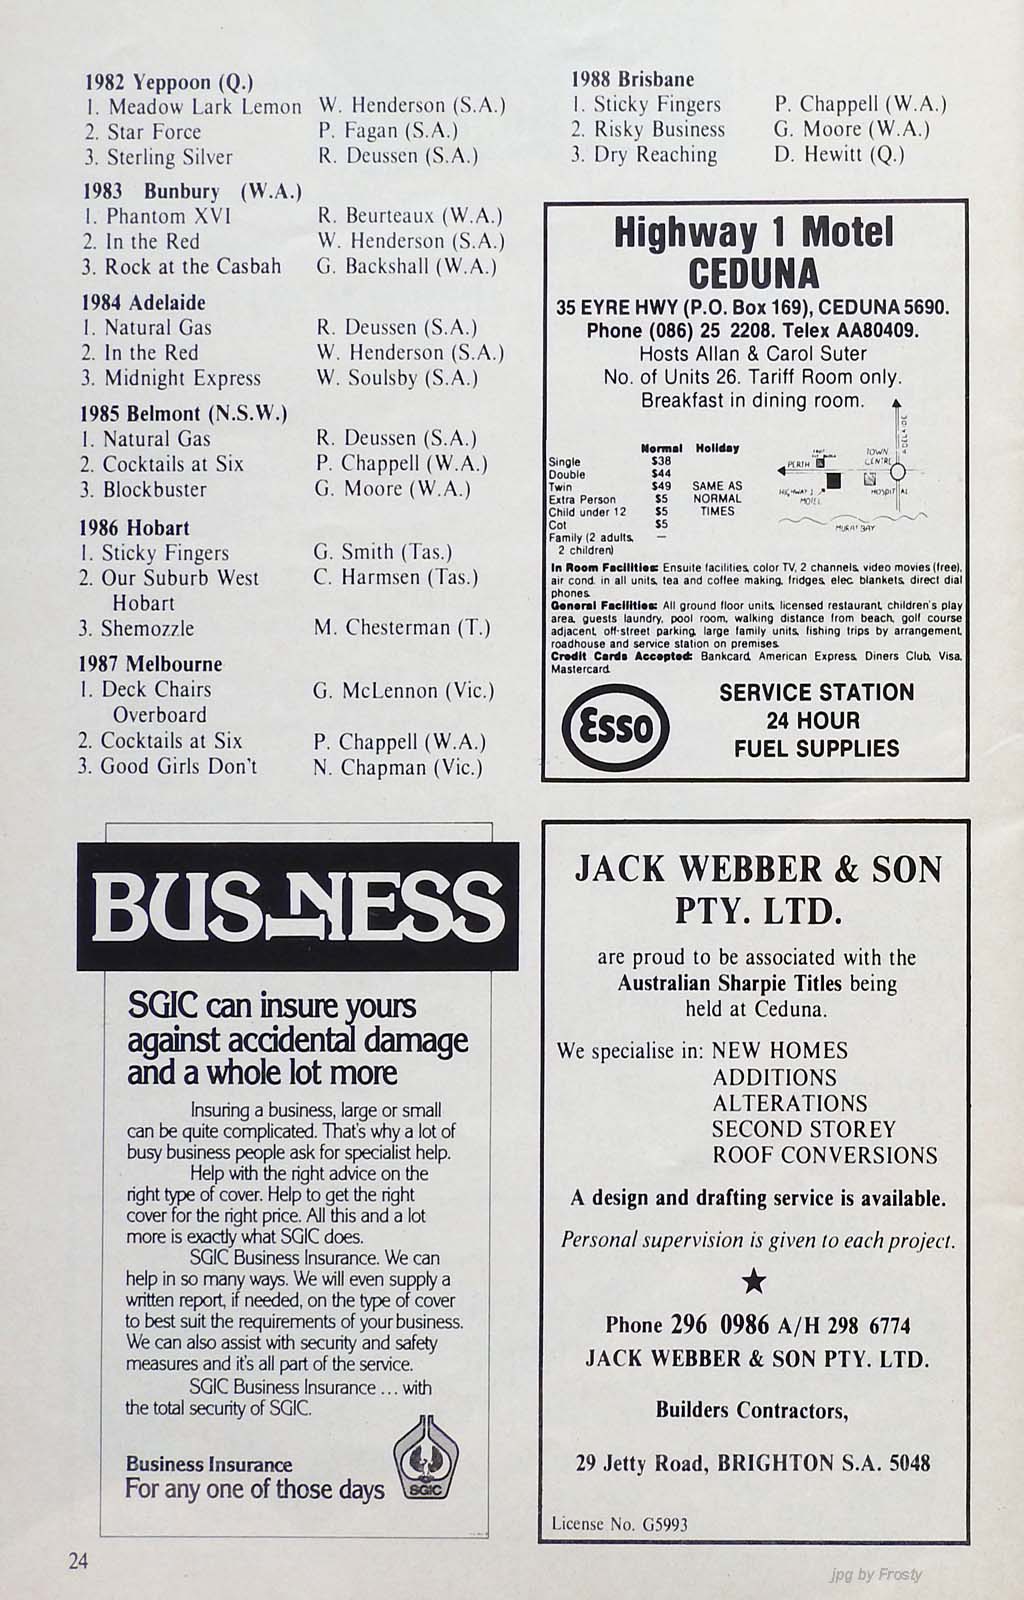 1982 Yeppoon (Q.)
1. Meadow Lark Lemon W. Henderson (S.A.)
2. Star Force P. Fagan (S.A.)
3. Sterling Silver R. Deussen (S.A.)
1983 Bunbury (W.A.)
1. Phantom XVI R. Beurteaux (W.A.)
2. In the Red W. Henderson (S.A.)
3. Rock at the Casbah G. Backshall (W.A.)
1984 Adelaide
1. Natural Gas R. Deussen (S.A.)
2. In the Red W. Henderson (S.A.)
3. Midnight Express W. Soulsby (S.A.)
1985 Belmont (N.S.W.)
1. Natural Gas R. Deussen (S.A.)
2. Cocktails at Six P. Chappell (W.A.)
3. Blockbuster G. Moore (W.A.)
1986 Hobart
1. Sticky Fingers G. Smith (Tas.)
2. Our Suburb West C. Harmsen (Tas.)
Hobart
3. Shemozzle M. Chesterman (T.)
1987 Melbourne
1. Deck Chairs G. McLennon (Vic.)
Overboard
2. Cocktails at Six P. Chappell (W.A.)
3. Good Girls Don't N. Chapman (Vic.)
1988 Brisbane
1. Sticky Fingers P. Chappell (W.A.)
2. Risky Business G. Moore (W.A.)
3. Dry Reaching D. Hewitt (Q.)
Highway 1 Motel
CEDUNA
35 EYRE HWY (P.O. Box 169), CEDUNA 5690.
Phone (086) 25 2208. Telex AA80409.
Hosts Allan & Carol Suter
No. of Units 26. Tariff Room only.
Breakfast in dining room.
Normal Holiday
Single $38
Double $44
Twin $49 SAME AS
Extra Person $5 NORMAL
Child under 12 $5 TIMES
Cot $5
Family (2 adults, —
2 children)
ADELAIDE
TOWN
CENTRE
PERTH
HIGHWAY 1
MOTEL
HOSPITAL
MURAT BAY
In Room Facilities: Ensuite facilities, color TV, 2 channels, video movies (free),
air cond. in all units, tea and coffee making, fridges, elec. blankets, direct dial
phones.
General Facilities: All ground floor units, licensed restaurant, children's play
area, guests laundry, pool room, walking distance from beach, golf course
adjacent, off-street parking, large family units, fishing trips by arrangement,
roadhouse and service station on premises.
Credit Cards Accepted: Bankcard, American Express, Diners Club, Visa,
Mastercard.
Esso
SERVICE STATION
24 HOUR
FUEL SUPPLIES
BUSINESS
SGIC can insure yours
against accidental damage
and a whole lot more
Insuring a business, large or small
can be quite complicated. That's why a lot of
busy business people ask for specialist help.
Help with the right advice on the
right type of cover. Help to get the right
cover for the right price. All this and a lot
more is exactly what SGIC does.
SGIC Business Insurance. We can
help in so many ways. We will even supply a
written report, if needed, on the type of cover
to best suit the requirements of your business.
We can also assist with security and safety
measures and it's all part of the service.
SGIC Business Insurance ... with
the total security of SGIC.
Business Insurance
For any one of those days
SGIC
JACK WEBBER & SON
PTY. LTD.
are proud to be associated with the
Australian Sharpie Titles being
held at Ceduna.
We specialise in: NEW HOMES
ADDITIONS
ALTERATIONS
SECOND STOREY
ROOF CONVERSIONS
A design and drafting service is available.
Personal supervision is given to each project.
Phone 296 0986 A/H 298 6774
JACK WEBBER & SON PTY. LTD.
Builders Contractors,
29 Jetty Road, BRIGHTON S.A. 5048
License No. G5993
24
jpg by Frosty